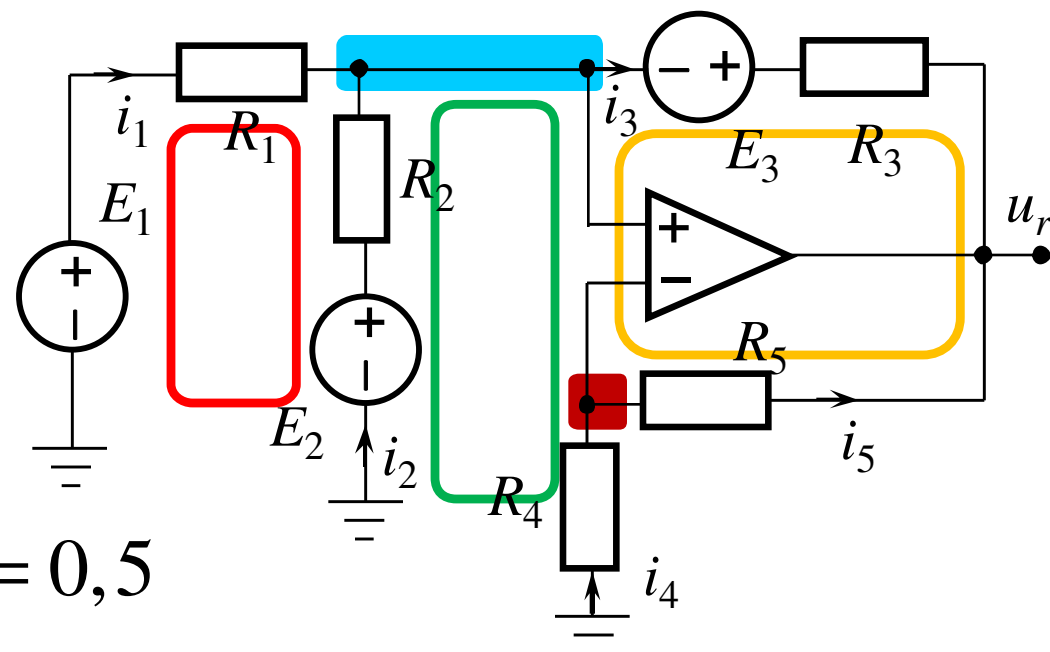 − +
i₁
R₁
i₃
E₃
R₃
R₂
E₁
uᵣ
+
−
+
−
+
−
R₅
E₂
i₂
i₅
R₄
= 0,5
i₄